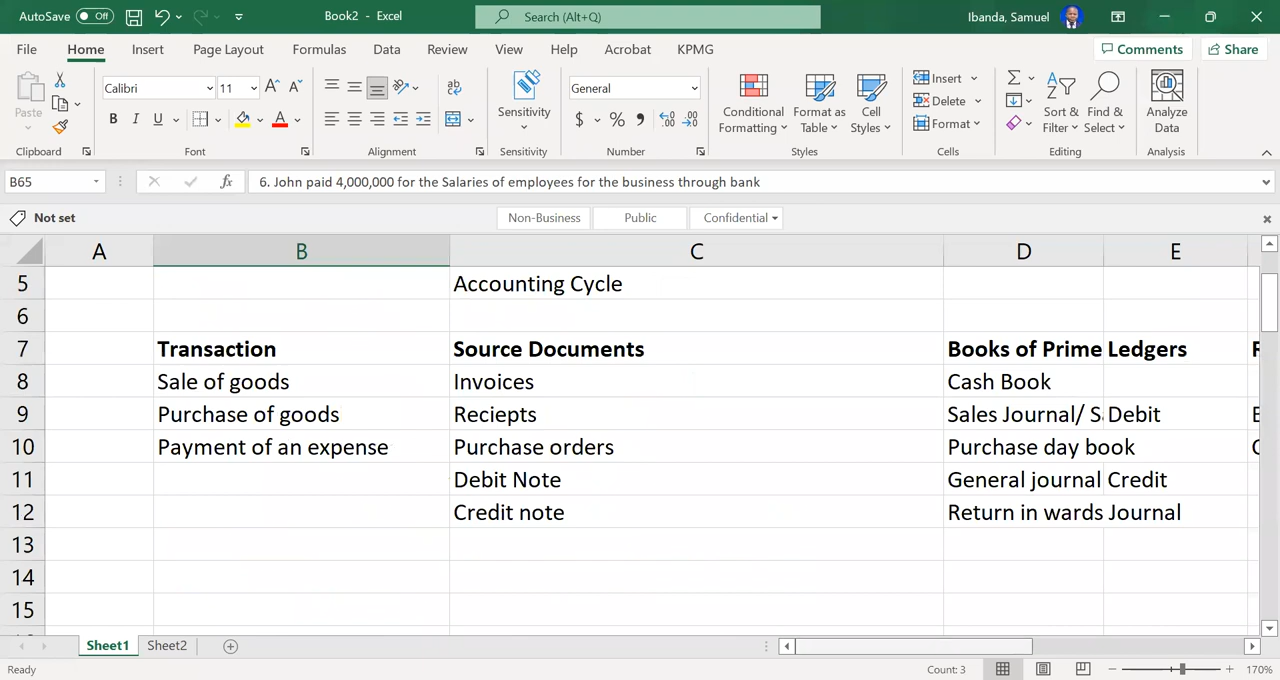 AutoSave Off Book2 - Excel Search (Alt+Q) Ibanda, Samuel
File Home Insert Page Layout Formulas Data Review View Help Acrobat KPMG Comments Share
Paste Calibri 11 B I U A General $ % Sensitivity Conditional Formatting Format as Table Cell Styles Insert Delete Format Sort & Filter Find & Select Analyze Data
Clipboard Font Alignment Sensitivity Number Styles Cells Editing Analysis
B65 fx 6. John paid 4,000,000 for the Salaries of employees for the business through bank
Not set Non-Business Public Confidential
A B C D E
5 Accounting Cycle
6
7 Transaction Source Documents Books of Prime Ledgers
8 Sale of goods Invoices Cash Book
9 Purchase of goods Reciepts Sales Journal/ S Debit
10 Payment of an expense Purchase orders Purchase day book
11 Debit Note General journal Credit
12 Credit note Return in wards Journal
13
14
15
Sheet1 Sheet2
Ready Count: 3 170%